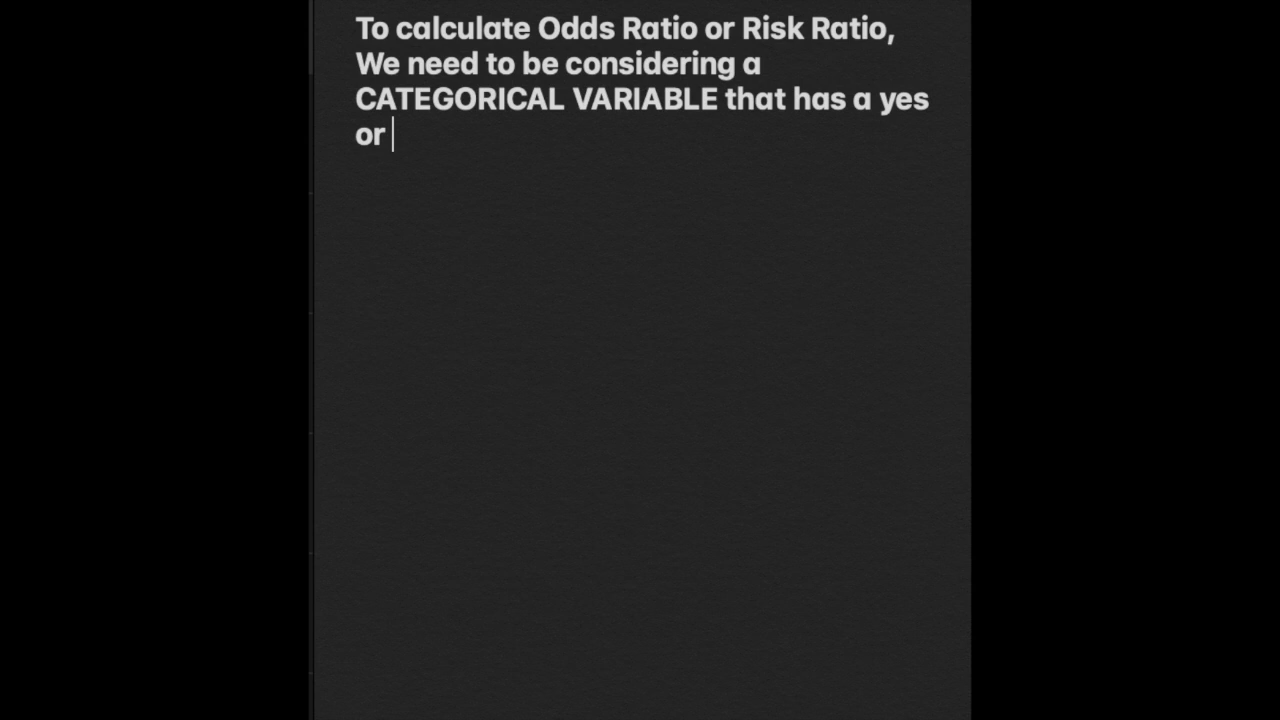 To calculate Odds Ratio or Risk Ratio,
We need to be considering a
CATEGORICAL VARIABLE that has a yes
or